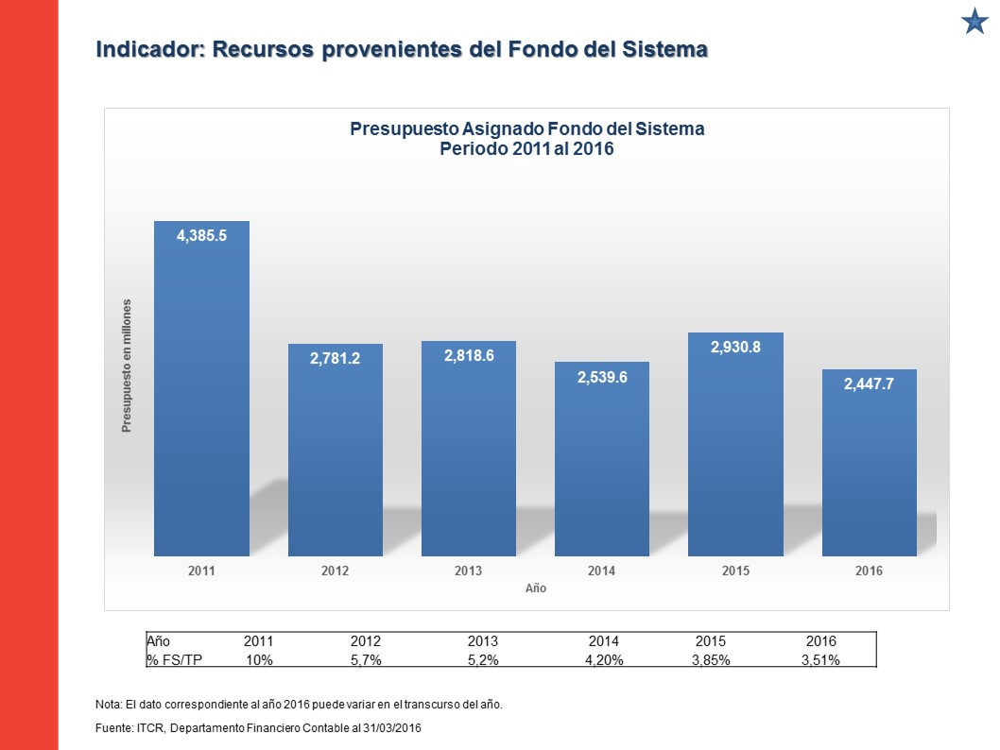 Indicador: Recursos provenientes del Fondo del Sistema
Presupuesto Asignado Fondo del Sistema
Periodo 2011 al 2016
Presupuesto en millones
4,385.5
2,781.2
2,818.6
2,539.6
2,930.8
2,447.7
2011 2012 2013 2014 2015 2016
Año
Año 2011 2012 2013 2014 2015 2016
% FS/TP 10% 5,7% 5,2% 4,20% 3,85% 3,51%
Nota: El dato correspondiente al año 2016 puede variar en el transcurso del año.
Fuente: ITCR, Departamento Financiero Contable al 31/03/2016